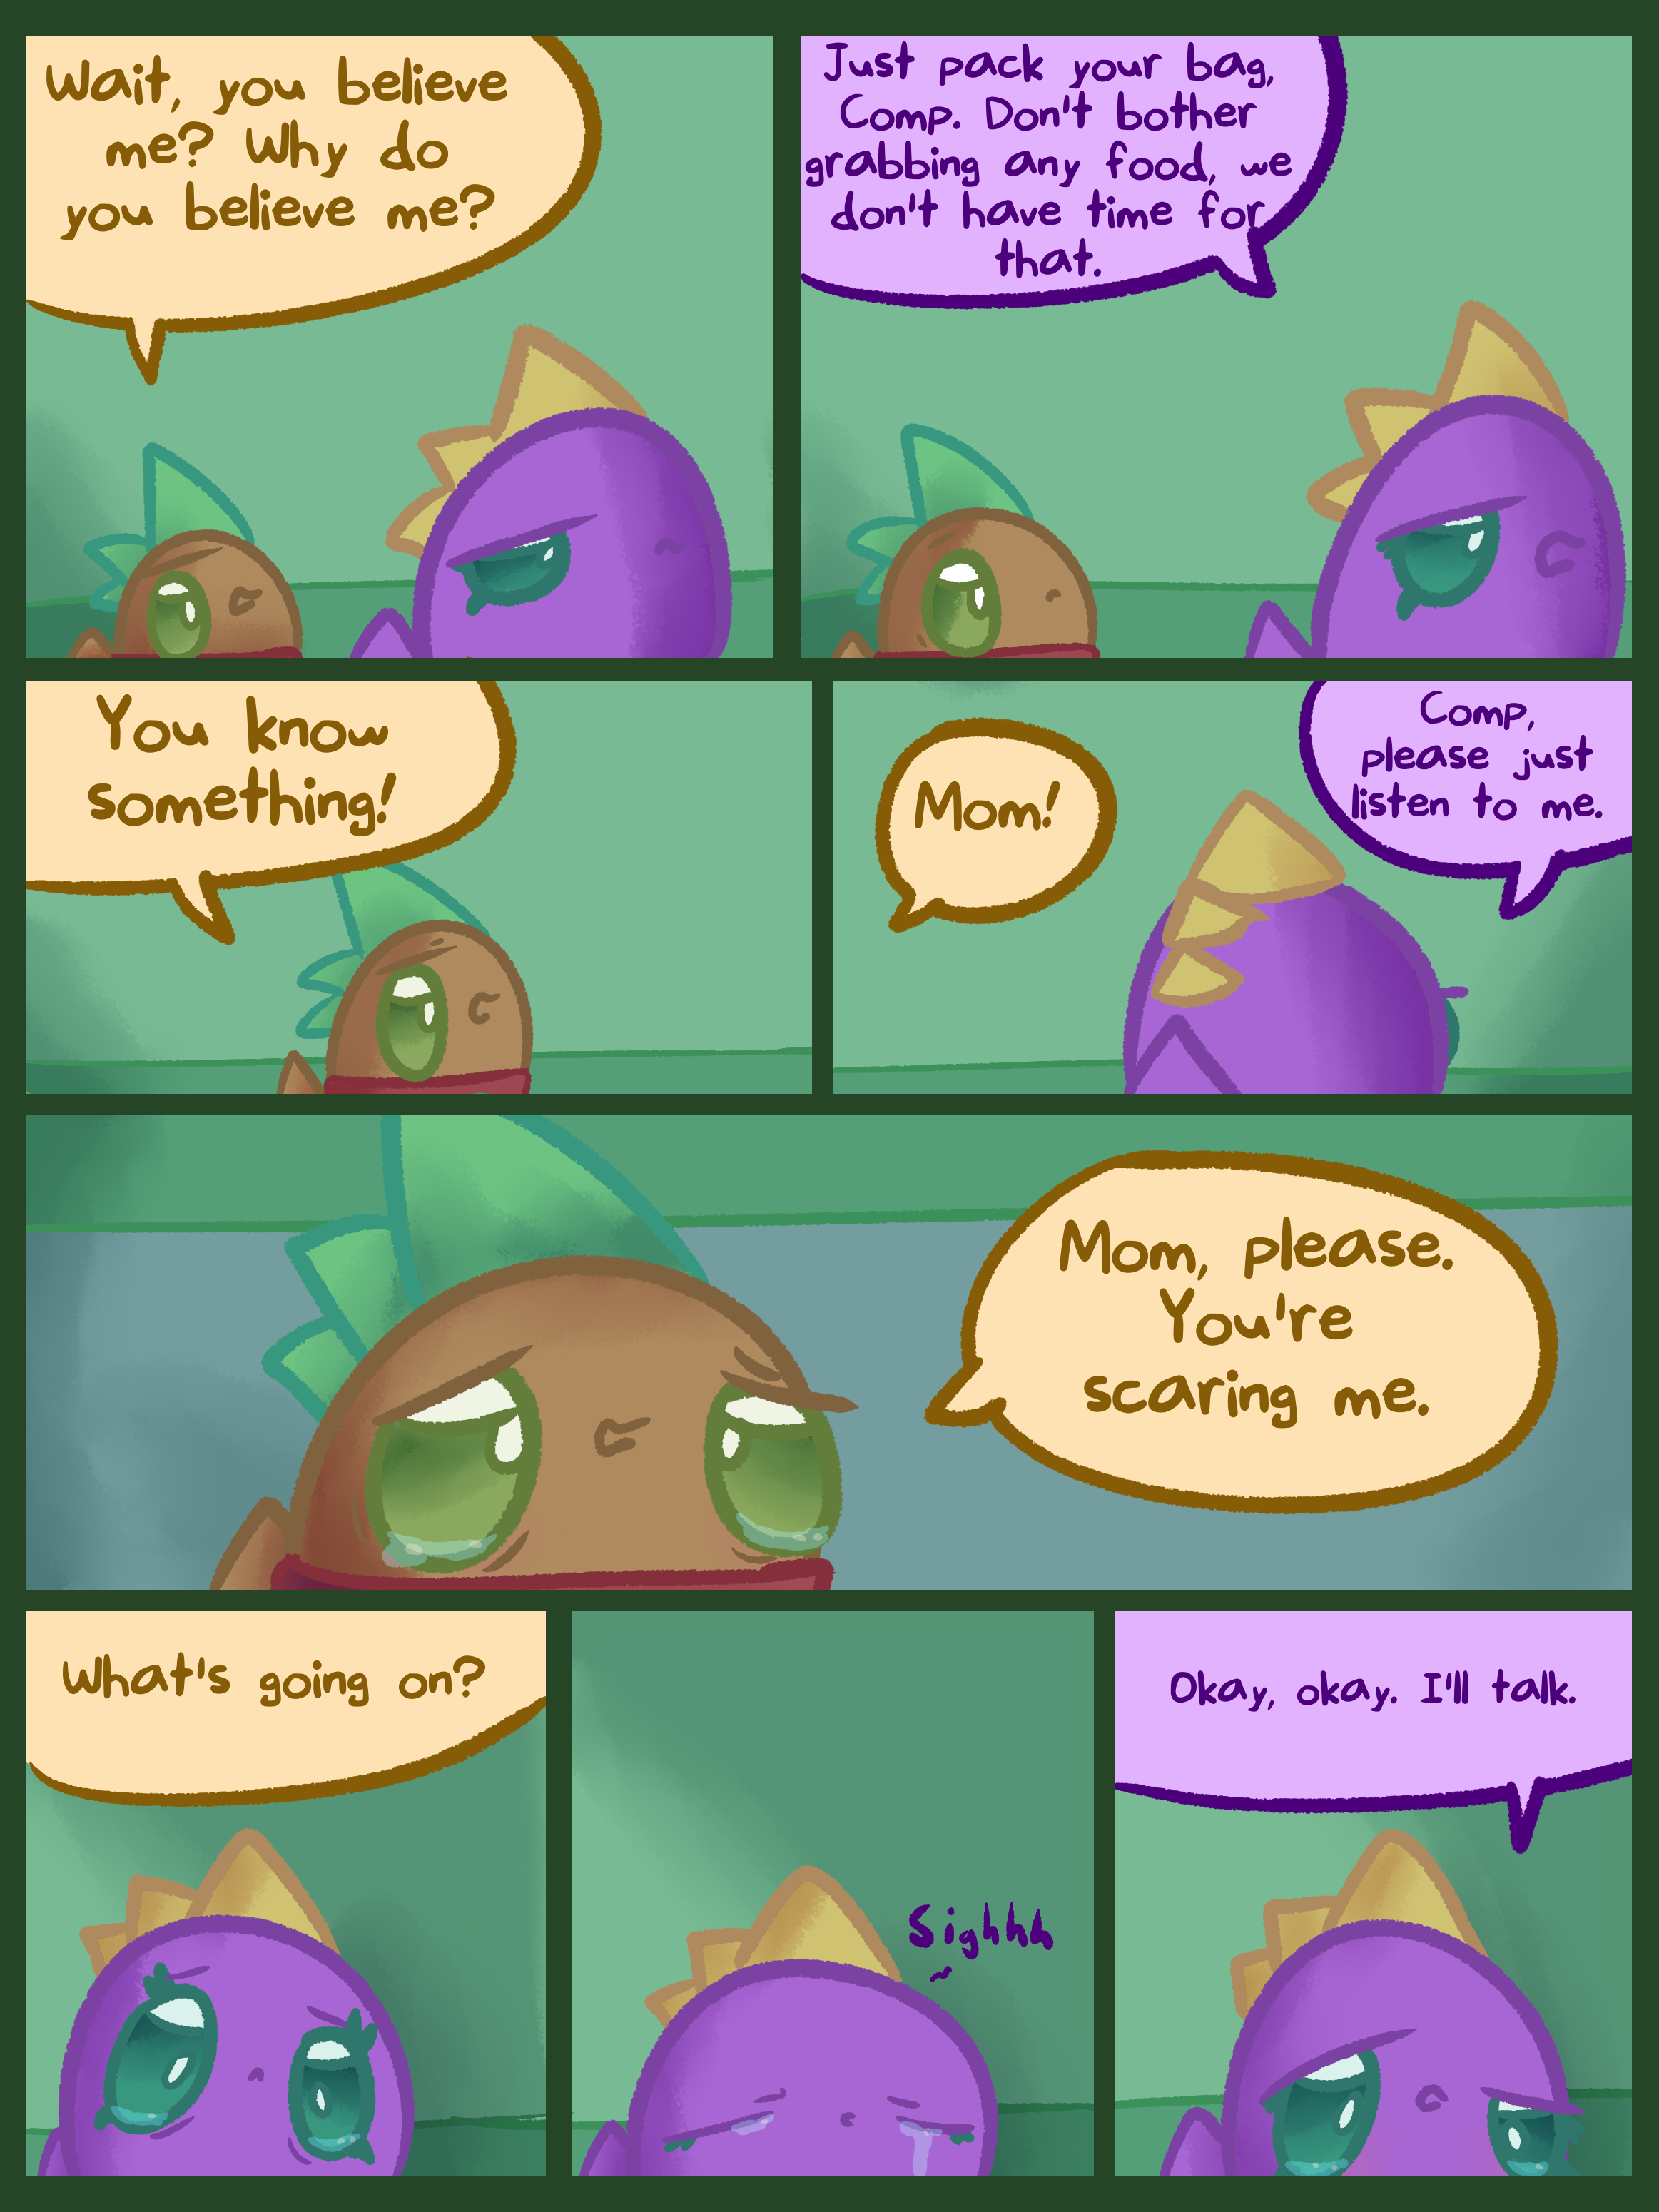 Wait, you believe
me? Why do
you believe me?
Just pack your bag,
Comp. Don't bother
grabbing any food, we
don't have time for
that.
You know
something!
Mom!
Comp,
please just
listen to me.
Mom, please.
You're
scaring me.
What's going on?
Sighhh
Okay, okay. I'll talk.